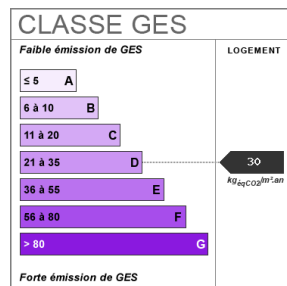 CLASSE GES
Faible émission de GES
LOGEMENT
≤ 5 A
6 à 10 B
11 à 20 C
21 à 35 D
30
kgéqCO2/m².an
36 à 55 E
56 à 80 F
> 80 G
Forte émission de GES